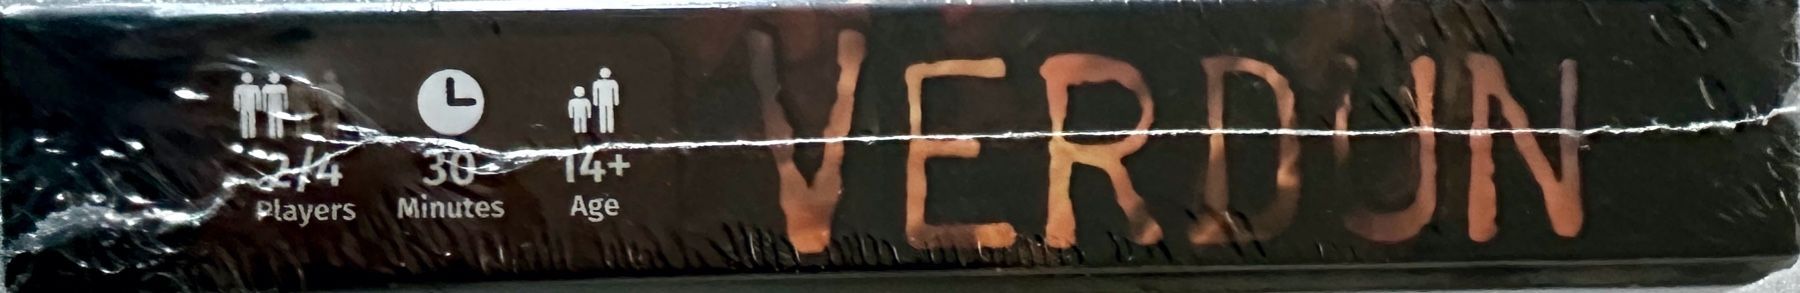 2/4
Players
30
Minutes
14+
Age
VERDUN